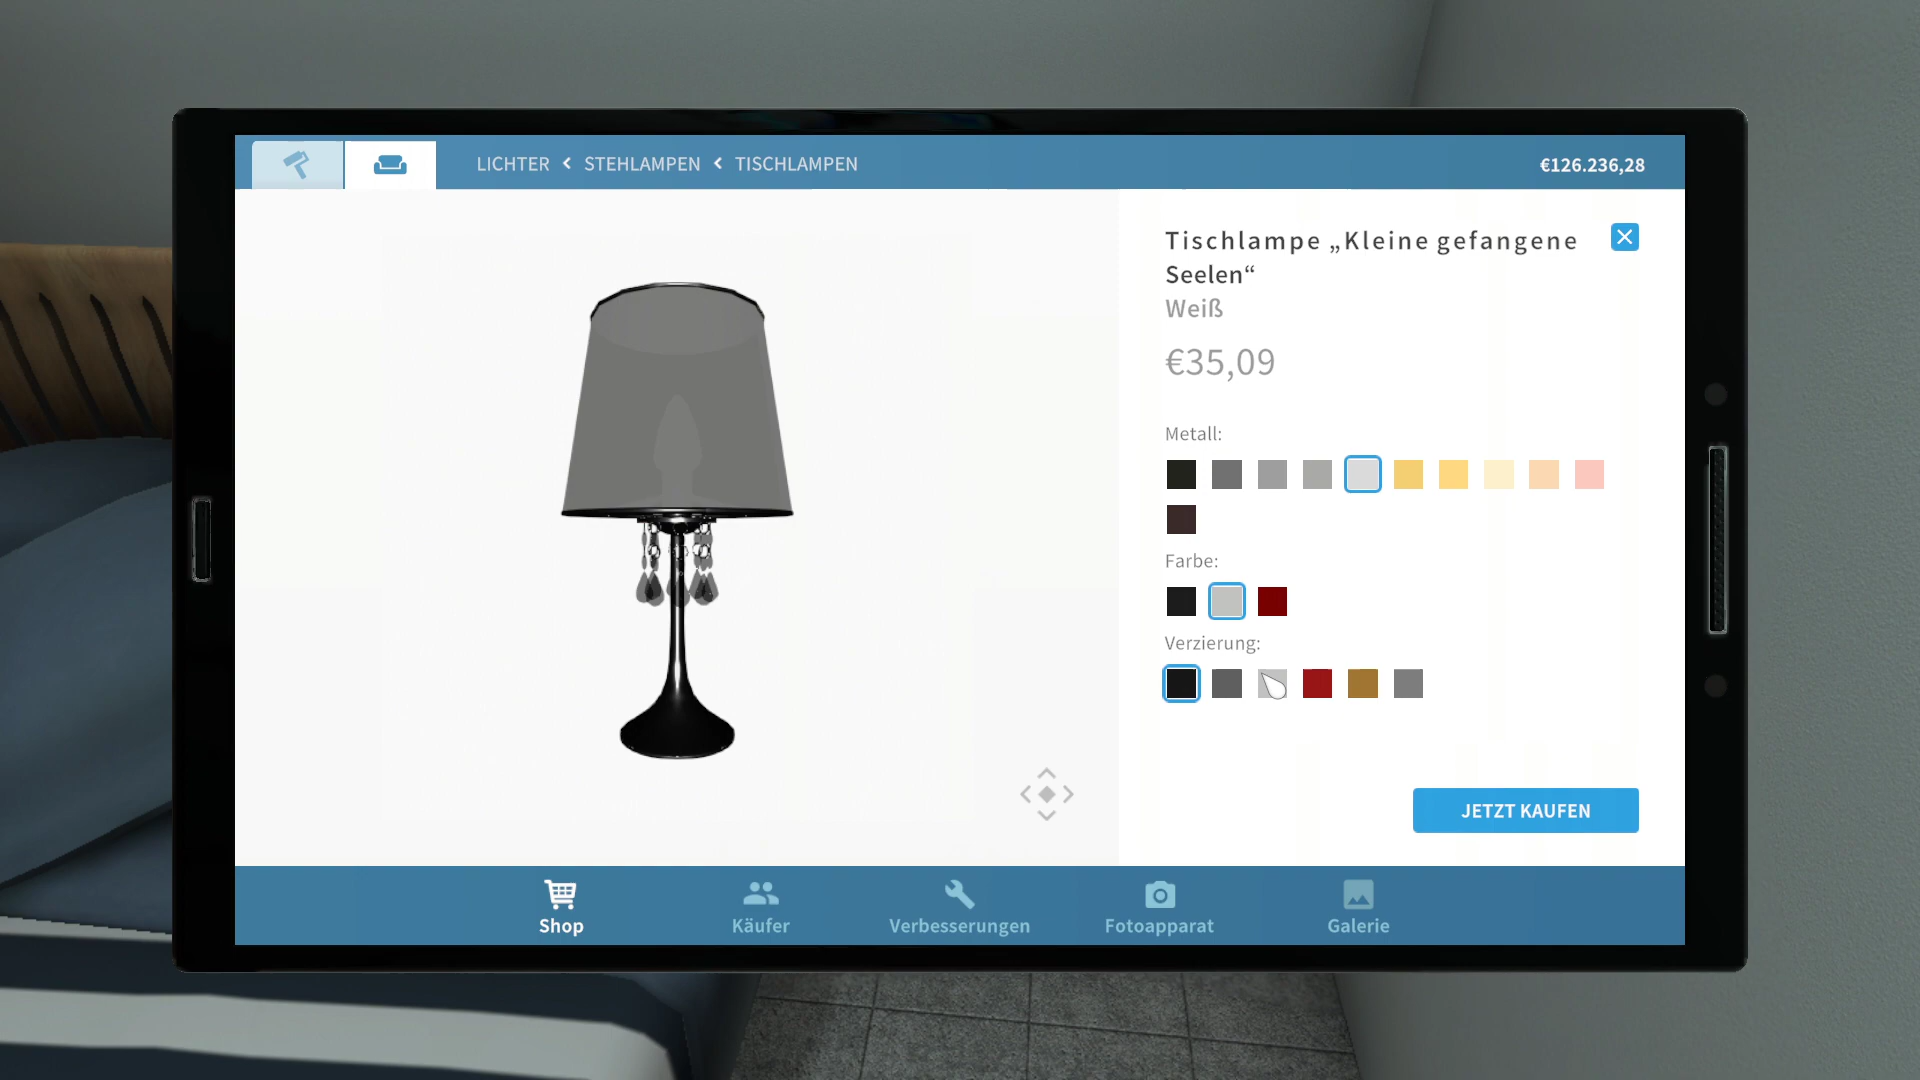 LICHTER
STEHLAMPEN
TISCHLAMPEN
€126.236,28
Tischlampe „Kleine gefangene
Seelen“
Weiß
€35,09
Metall:
Farbe:
Verzierung:
JETZT KAUFEN
Shop
Käufer
Verbesserungen
Fotoapparat
Galerie